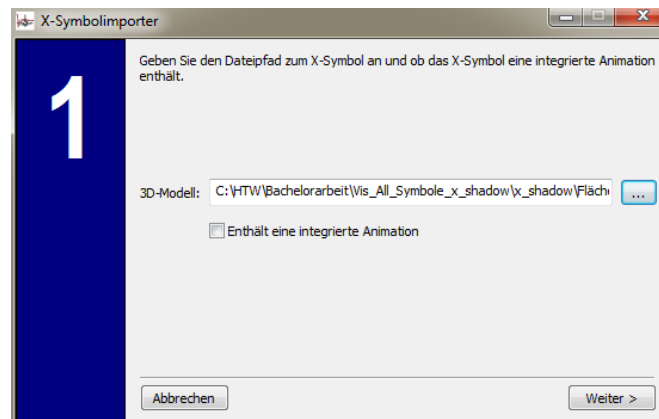 X-Symbolimporter
1
Geben Sie den Dateipfad zum X-Symbol an und ob das X-Symbol eine integrierte Animation
enthält.
3D-Modell: C:\HTW\Bachelorarbeit\Vis_All_Symbole_x_shadow\x_shadow\Fläch ...
Enthält eine integrierte Animation
Abbrechen Weiter >